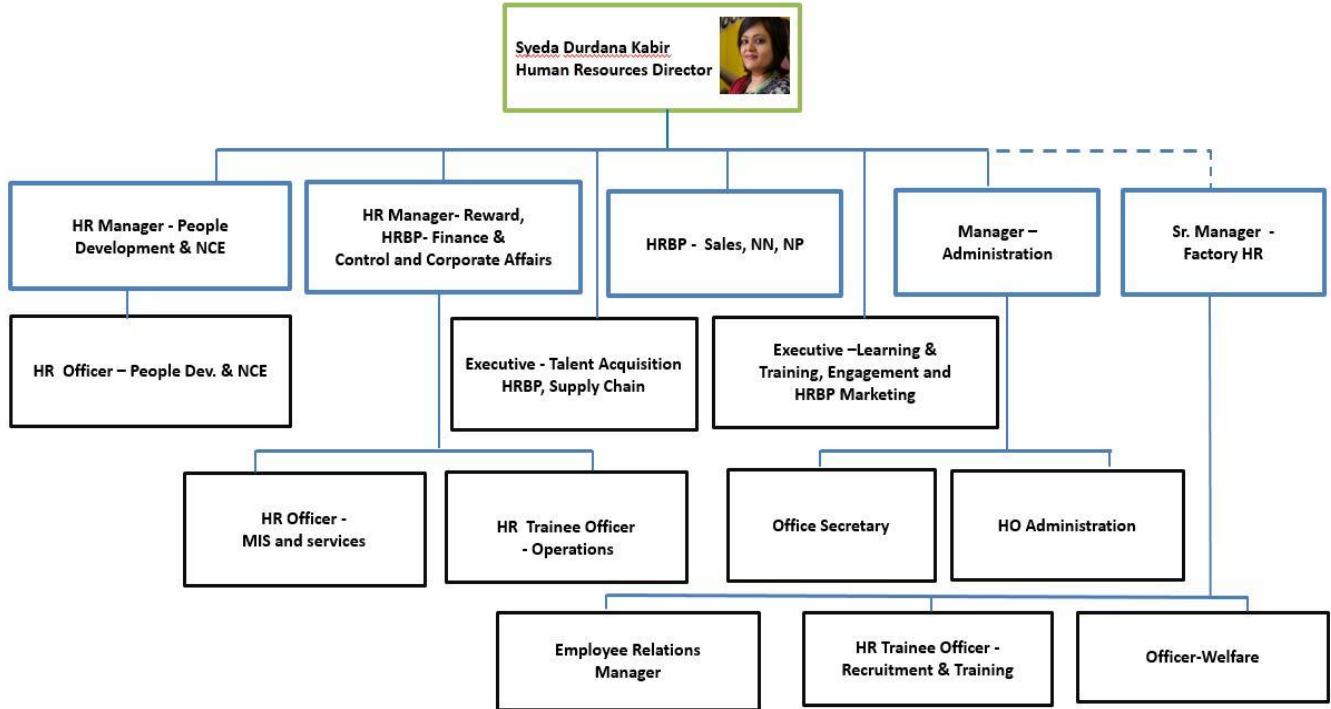 Syeda Durdana Kabir
Human Resources Director
HR Manager - People
Development & NCE
HR Manager- Reward,
HRBP- Finance &
Control and Corporate Affairs
HRBP - Sales, NN, NP
Manager –
Administration
Sr. Manager -
Factory HR
HR Officer – People Dev. & NCE
Executive - Talent Acquisition
HRBP, Supply Chain
Executive –Learning &
Training, Engagement and
HRBP Marketing
HR Officer -
MIS and services
HR Trainee Officer
- Operations
Office Secretary
HO Administration
Employee Relations
Manager
HR Trainee Officer -
Recruitment & Training
Officer-Welfare